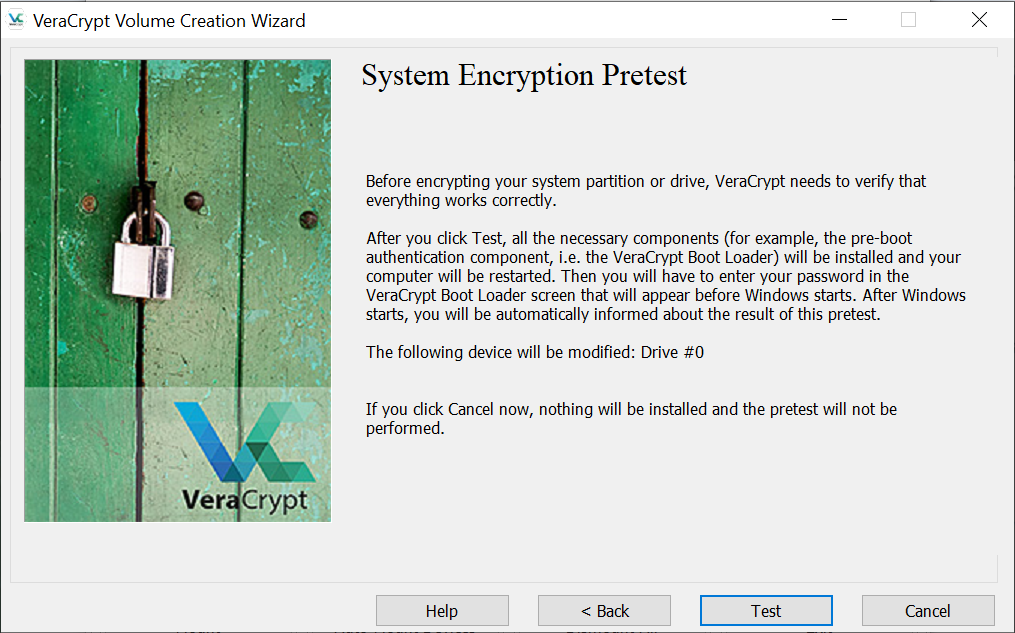 VeraCrypt Volume Creation Wizard
System Encryption Pretest
Before encrypting your system partition or drive, VeraCrypt needs to verify that
everything works correctly.
After you click Test, all the necessary components (for example, the pre-boot
authentication component, i.e. the VeraCrypt Boot Loader) will be installed and your
computer will be restarted. Then you will have to enter your password in the
VeraCrypt Boot Loader screen that will appear before Windows starts. After Windows
starts, you will be automatically informed about the result of this pretest.
The following device will be modified: Drive #0
If you click Cancel now, nothing will be installed and the pretest will not be
performed.
VeraCrypt
Help
< Back
Test
Cancel